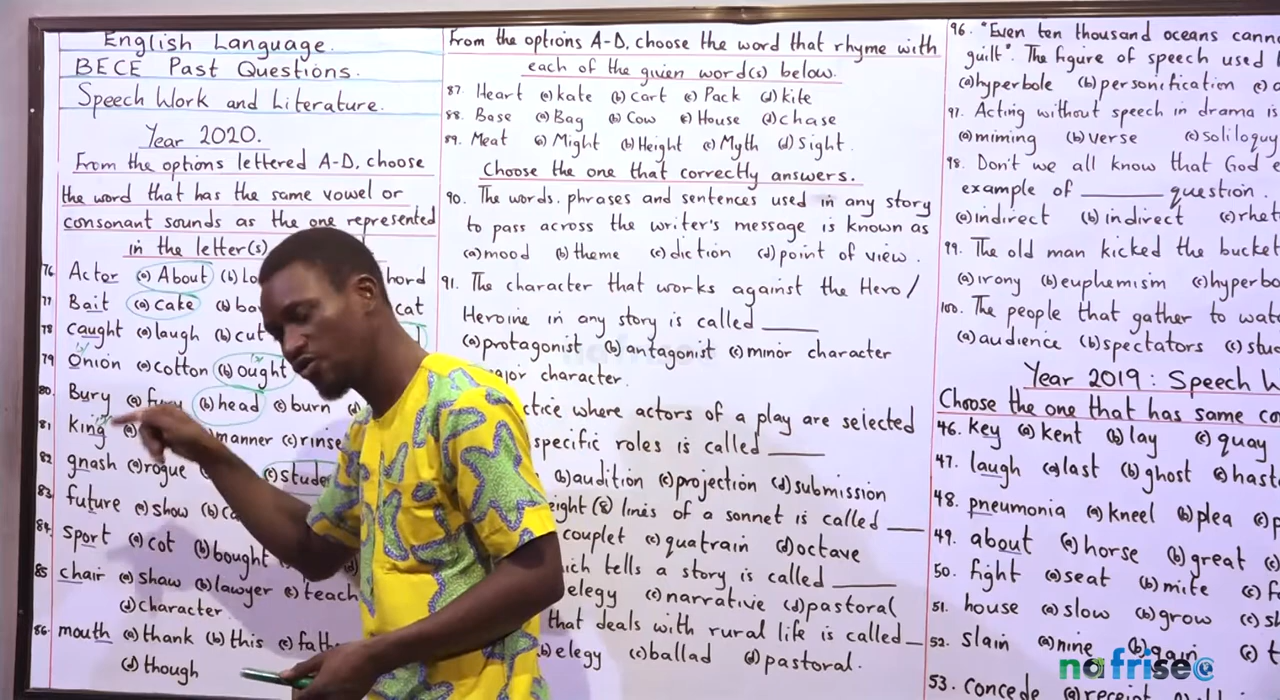 English Language.
BECE Past Questions.
Speech Work and Literature.
Year 2020.
From the options lettered A-D, choose
the word that has the same vowel or
consonant sounds as the one represented
in the letter(s)
76 Actor (a) About (b)
77 Bait (a) cake (b) cat
78 caught (a) laugh (b) cut
79 Onion (a) cotton (b) ought
80. Bury (a) (b) head (c) burn
81 king (a) manner (c) rinse
82 gnash (a) rogue (c)
83. future (a) show (b)
84. sport (a) cot (b) bought
85 chair (a) shaw (b) lawyer (c) teach
(d) character
86. mouth (a) thank (b) this (c)
(d) though
From the options A-D, choose the word that rhyme with
each of the given word(s) below.
87. Heart (a) kate (b) cart (c) Pack (d) kite
88. Base (a) Bag (b) Cow (c) House (d) chase
89. Meat (a) Might (b) Height (c) Myth (d) Sight.
Choose the one that correctly answers.
90. The words, phrases and sentences used in any story
to pass across the writer's message is known as
(a) mood (b) theme (c) diction (d) point of view.
91. The character that works against the Hero/
Heroine in any story is called ____
(a) protagonist (b) antagonist (c) minor character
character.
where actors of a play are selected
specific roles is called ____
(b) audition (c) projection (d) submission
eight (8) lines of a sonnet is called ____
couplet (c) quatrain (d) octave
which tells a story is called ____
elegy (c) narrative (d) pastoral
that deals with rural life is called __
(b) elegy (c) ballad (d) pastoral.
96. "Even ten thousand oceans
guilt". The figure of speech used
(a) hyperbole (b) personification (c)
97. Acting without speech in drama is
(a) miming (b) verse (c) soliloquy
98. Don't we all know that God
example of ____ question.
(a) indirect (b) indirect (c)
99. The old man kicked the bucket
(a) irony (b) euphemism (c)
100. The people that gather to
(a) audience (b) spectators (c)
Year 2019: Speech
Choose the one that has same
46. key (a) kent (b) lay (c) quay
47. laugh (a) last (b) ghost (c)
48. pneumonia (a) kneel (b) plea (c)
49. about (a) horse (b) great (c)
50. fight (a) seat (b) mite (c)
51. house (a) slow (b) grow (c)
52. slain (a) nine (b) gain (c)
53. concede (a)
nafrisec